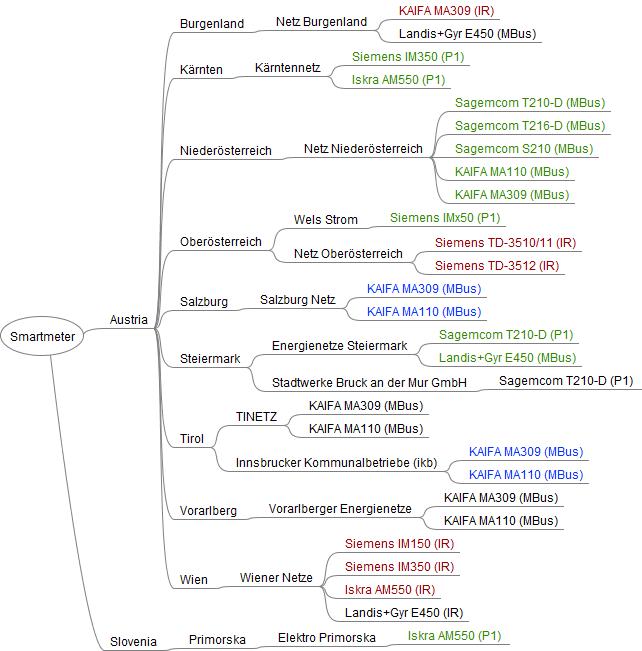 Smartmeter
Austria
Burgenland
Netz Burgenland
KAIFA MA309 (IR)
Landis+Gyr E450 (MBus)
Kärnten
Kärntennetz
Siemens IM350 (P1)
Iskra AM550 (P1)
Niederösterreich
Netz Niederösterreich
Sagemcom T210-D (MBus)
Sagemcom T216-D (MBus)
Sagemcom S210 (MBus)
KAIFA MA110 (MBus)
KAIFA MA309 (MBus)
Oberösterreich
Wels Strom
Siemens IMx50 (P1)
Netz Oberösterreich
Siemens TD-3510/11 (IR)
Siemens TD-3512 (IR)
Salzburg
Salzburg Netz
KAIFA MA309 (MBus)
KAIFA MA110 (MBus)
Steiermark
Energienetze Steiermark
Sagemcom T210-D (P1)
Landis+Gyr E450 (MBus)
Stadtwerke Bruck an der Mur GmbH
Sagemcom T210-D (P1)
Tirol
TINETZ
KAIFA MA309 (MBus)
KAIFA MA110 (MBus)
Innsbrucker Kommunalbetriebe (ikb)
KAIFA MA309 (MBus)
KAIFA MA110 (MBus)
Vorarlberg
Vorarlberger Energienetze
KAIFA MA309 (MBus)
KAIFA MA110 (MBus)
Wien
Wiener Netze
Siemens IM150 (IR)
Siemens IM350 (IR)
Iskra AM550 (IR)
Landis+Gyr E450 (IR)
Slovenia
Primorska
Elektro Primorska
Iskra AM550 (P1)